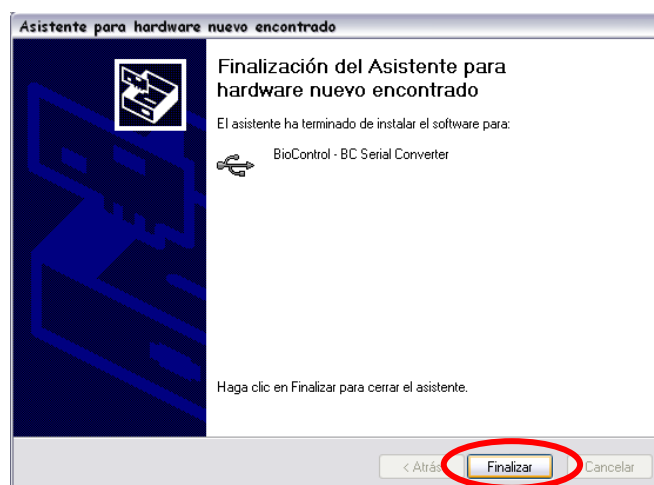 Asistente para hardware nuevo encontrado
Finalización del Asistente para
hardware nuevo encontrado
El asistente ha terminado de instalar el software para:
BioControl - BC Serial Converter
Haga clic en Finalizar para cerrar el asistente.
< Atrás Finalizar Cancelar